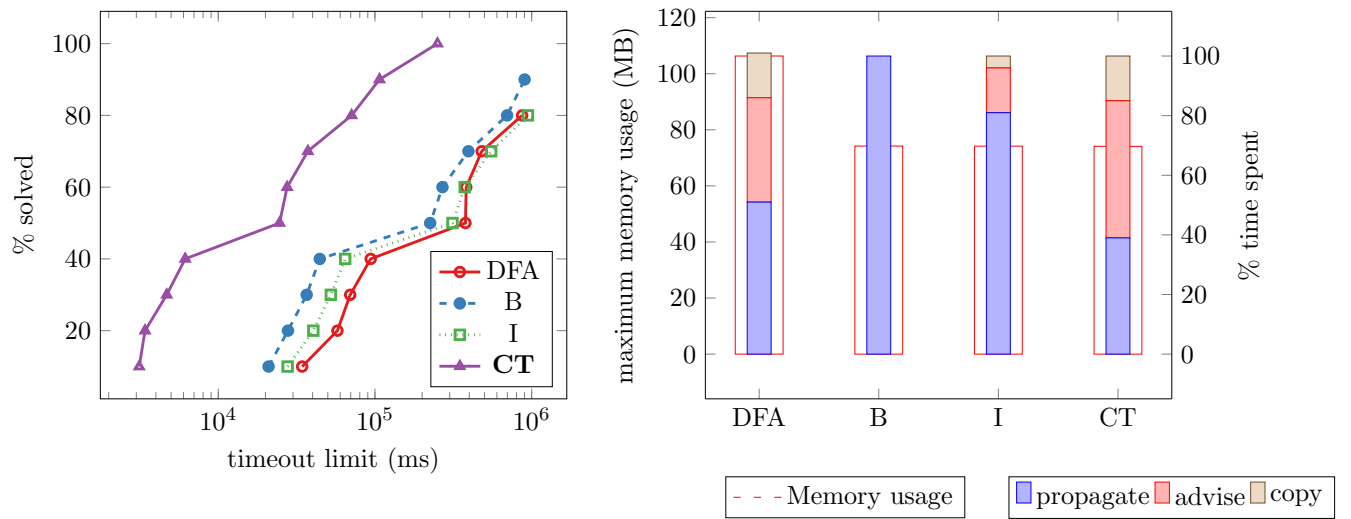 100
80
60
40
20
% solved
10^4
10^5
10^6
timeout limit (ms)
DFA
B
I
CT
120
100
80
60
40
20
0
maximum memory usage (MB)
100
80
60
40
20
0
% time spent
DFA
B
I
CT
Memory usage
propagate advise copy